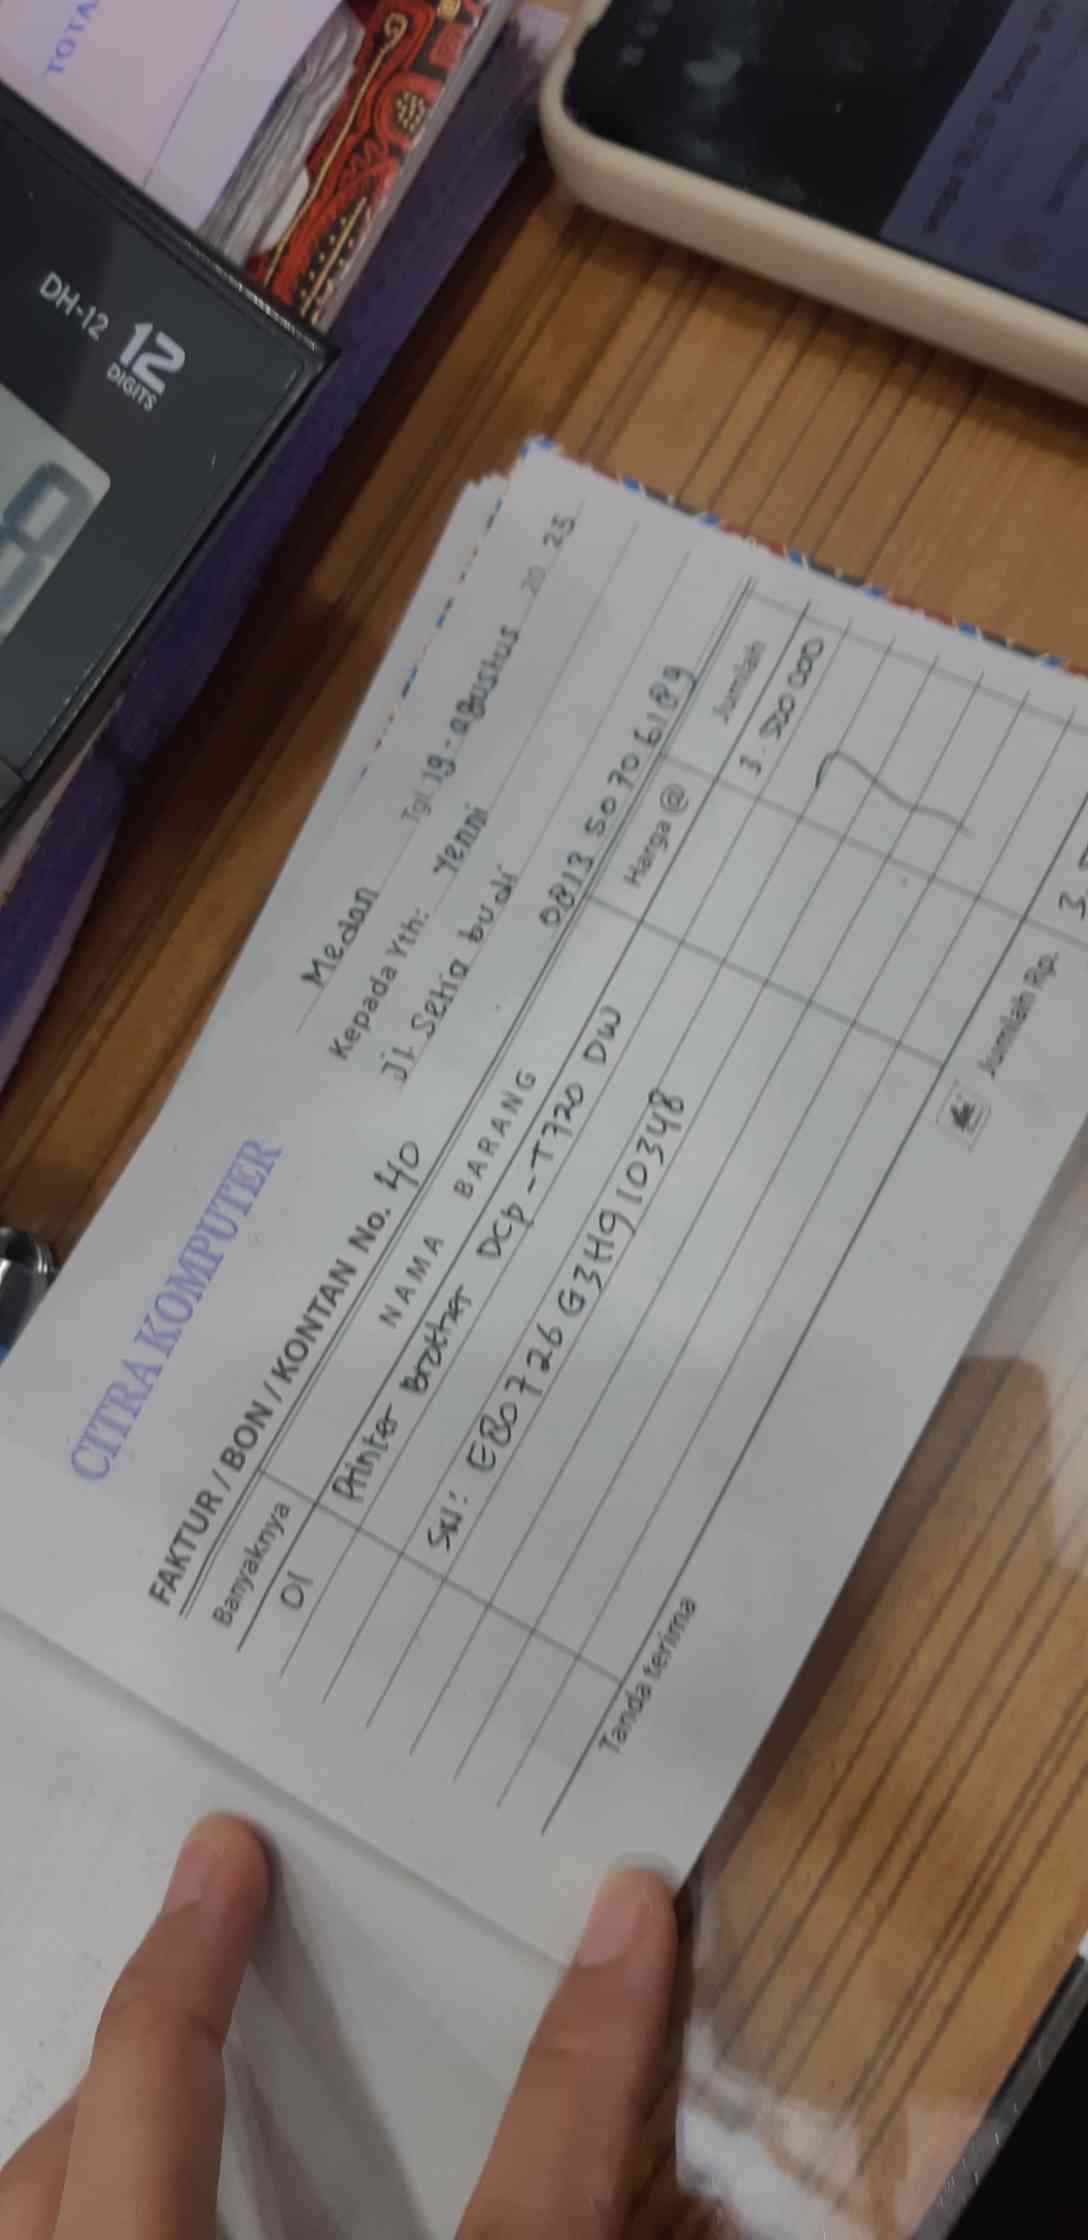 TOTA
DH-12
12
DIGITS
CITRA KOMPUTER
Medan Tgl. 19 - agustus 20 25
Kepada Yth: Yenni
Jl. Setia budi
0813 5070 6189
FAKTUR / BON / KONTAN No. 40
Banyaknya NAMA BARANG Harga @ Jumlah
01 Printer Brother DCP-T720 DW 3.500 000
SN: E80726G3H910348
Tanda terima Jumlah Rp. 3.